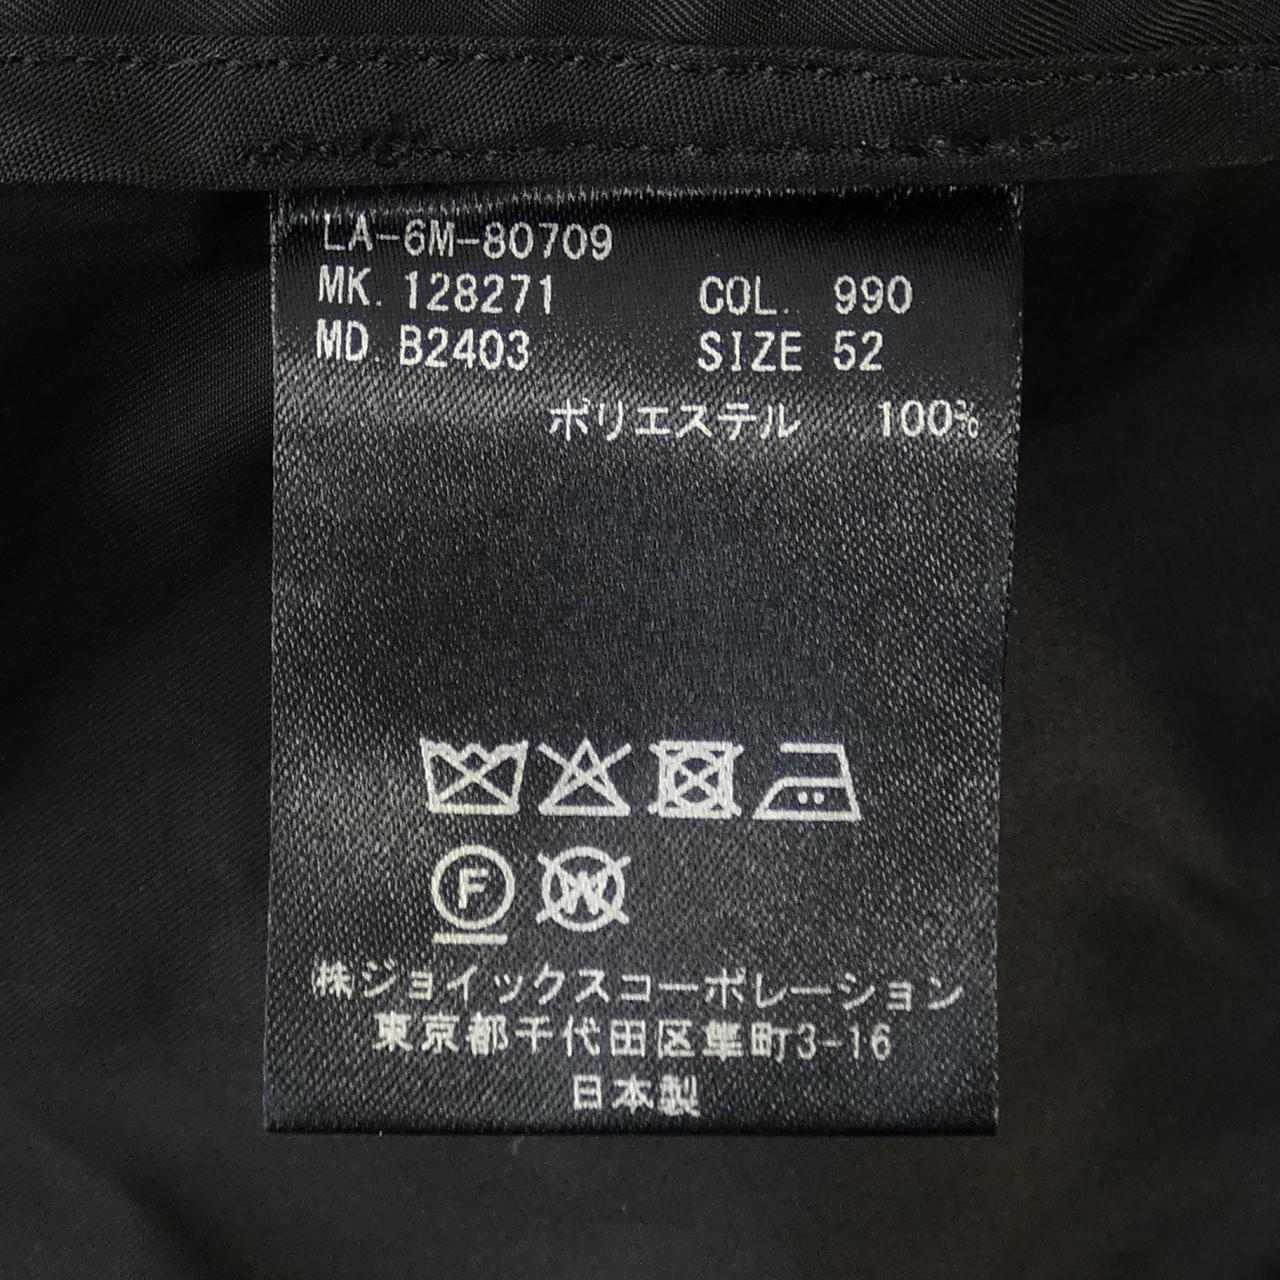 LA-6M-80709
MK. 128271 COL. 990
MD. B2403 SIZE 52
ポリエステル 100%
F W
㈱ジョイックスコーポレーション
東京都千代田区隼町3-16
日本製